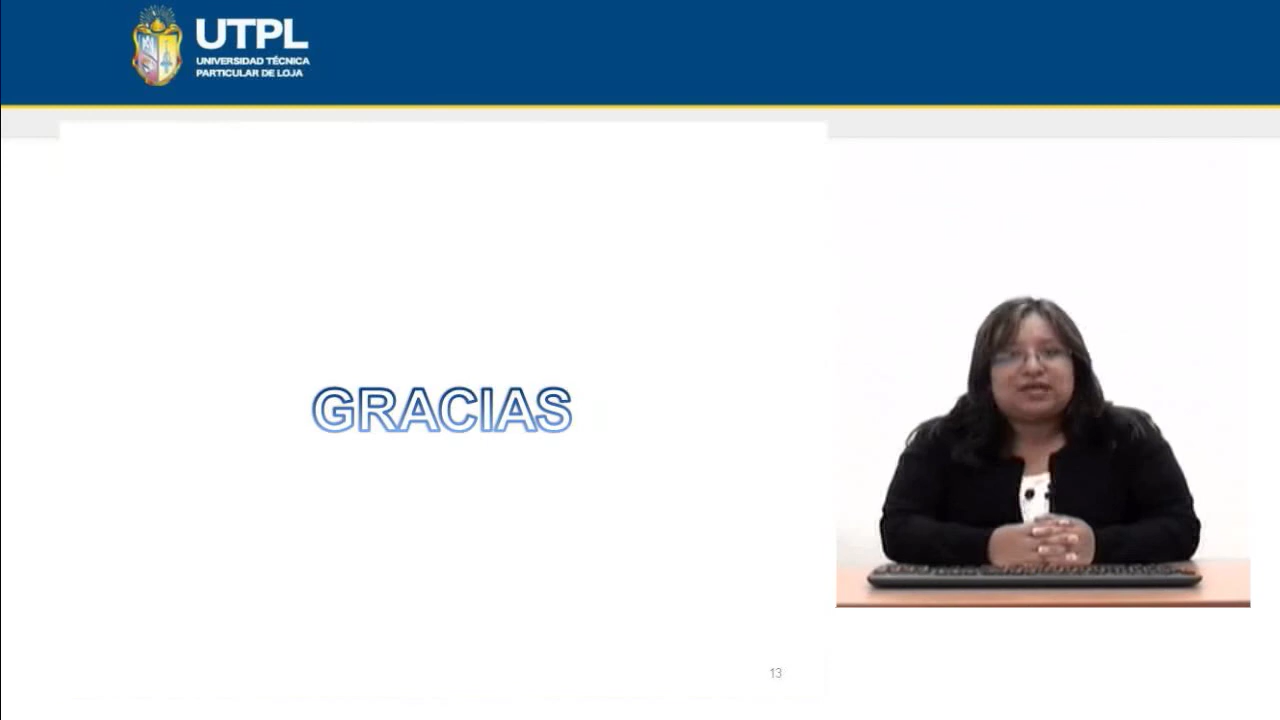 UTPL
UNIVERSIDAD TÉCNICA
PARTICULAR DE LOJA
GRACIAS
13